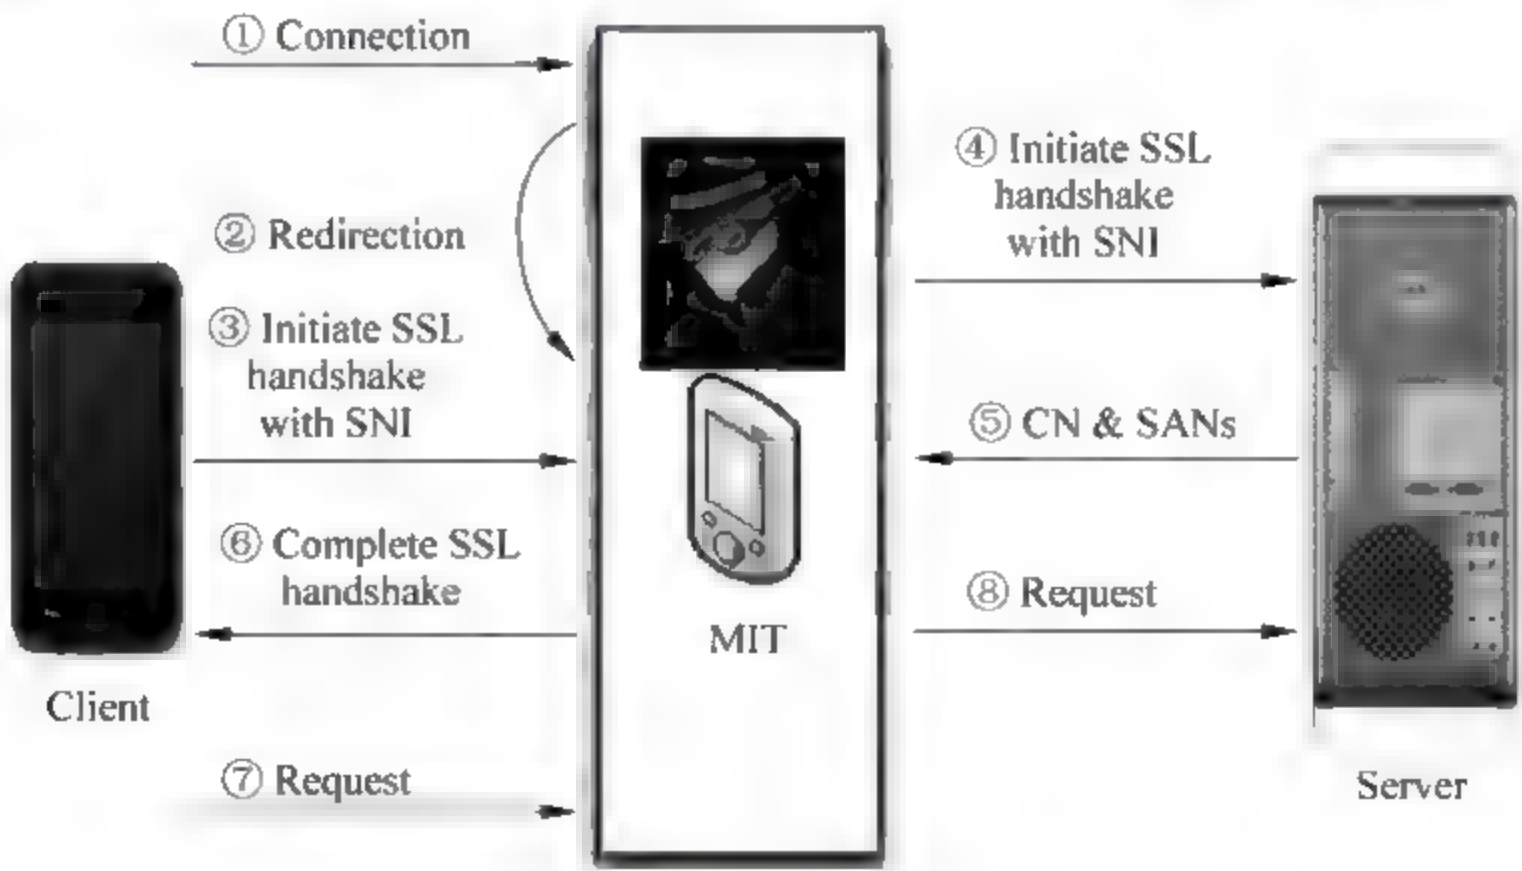 ① Connection
② Redirection
③ Initiate SSL
handshake
with SNI
④ Initiate SSL
handshake
with SNI
⑤ CN & SANs
⑥ Complete SSL
handshake
⑦ Request
⑧ Request
Client
MIT
Server